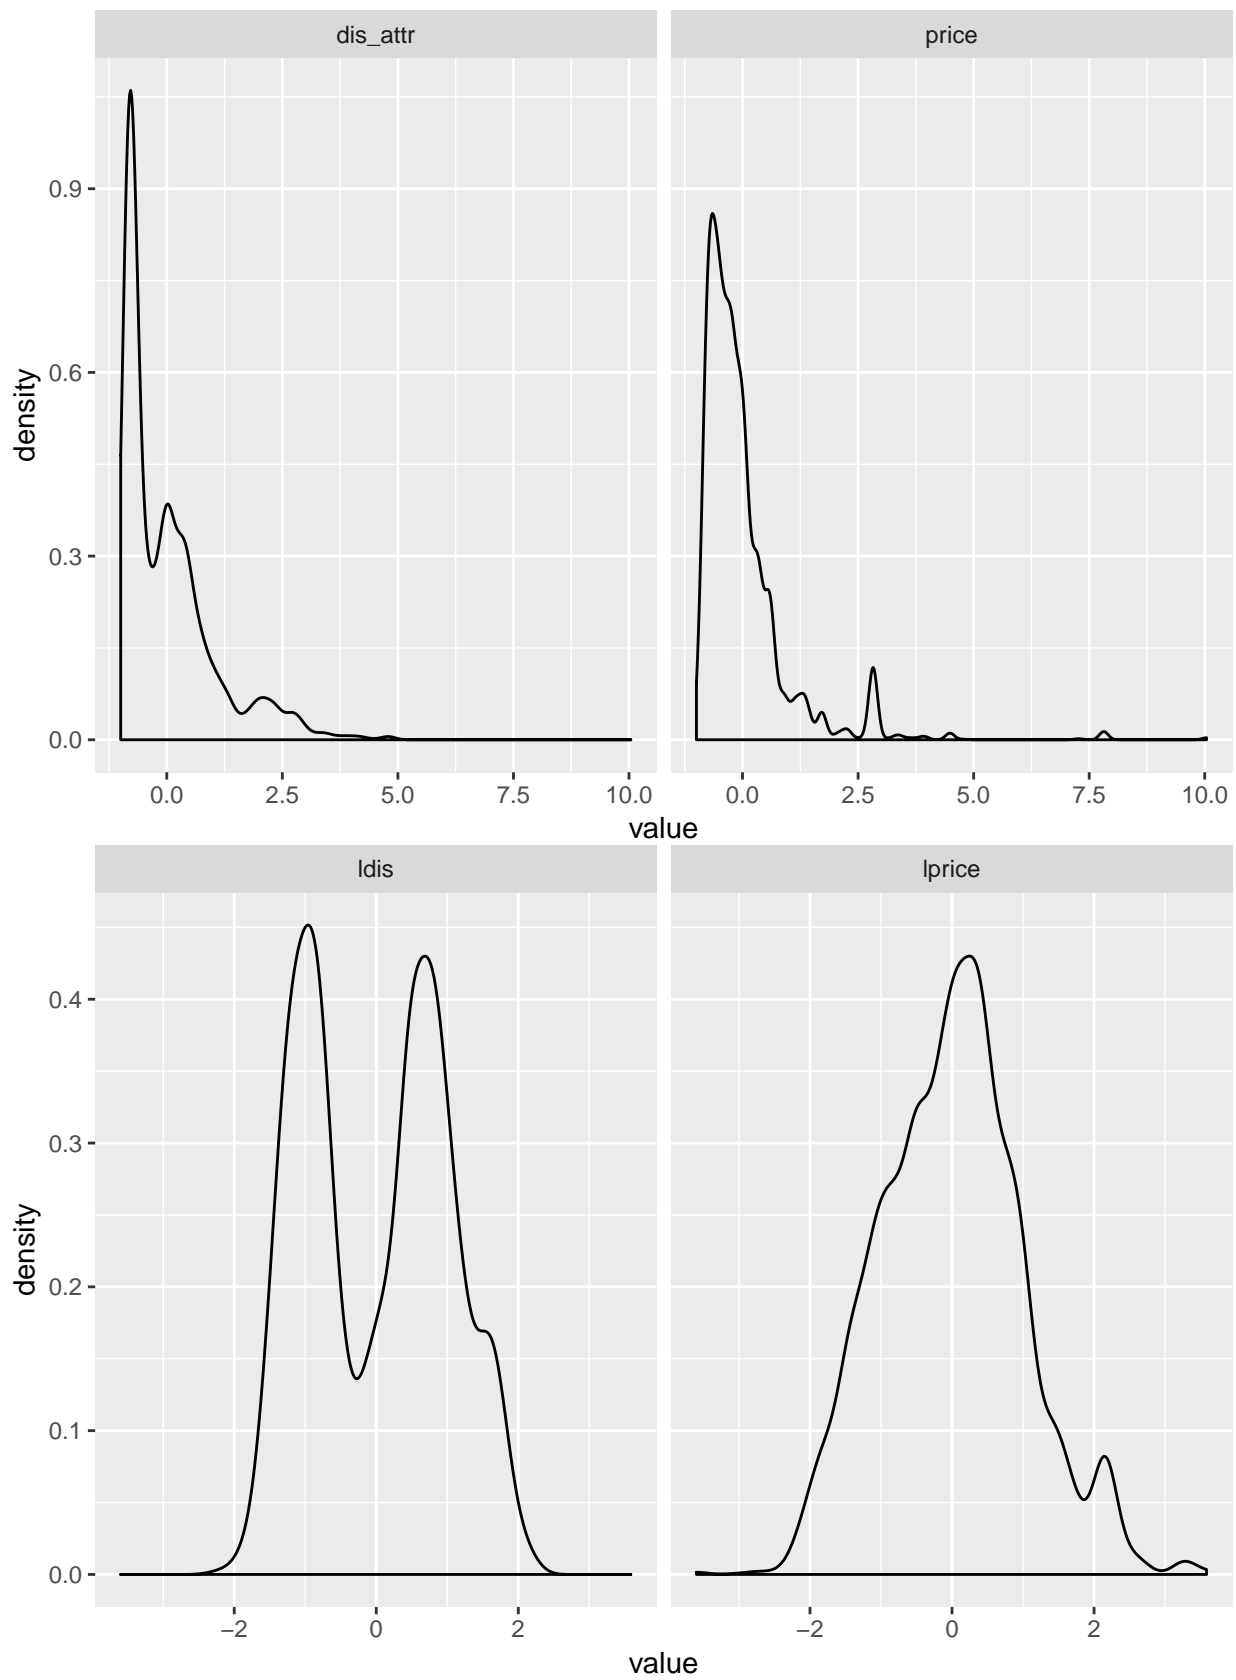 dis_attr price
0.9
0.6
0.3
0.0
density
0.0 2.5 5.0 7.5 10.0 0.0 2.5 5.0 7.5 10.0
value
ldis lprice
0.4
0.3
0.2
0.1
0.0
density
−2 0 2 −2 0 2
value